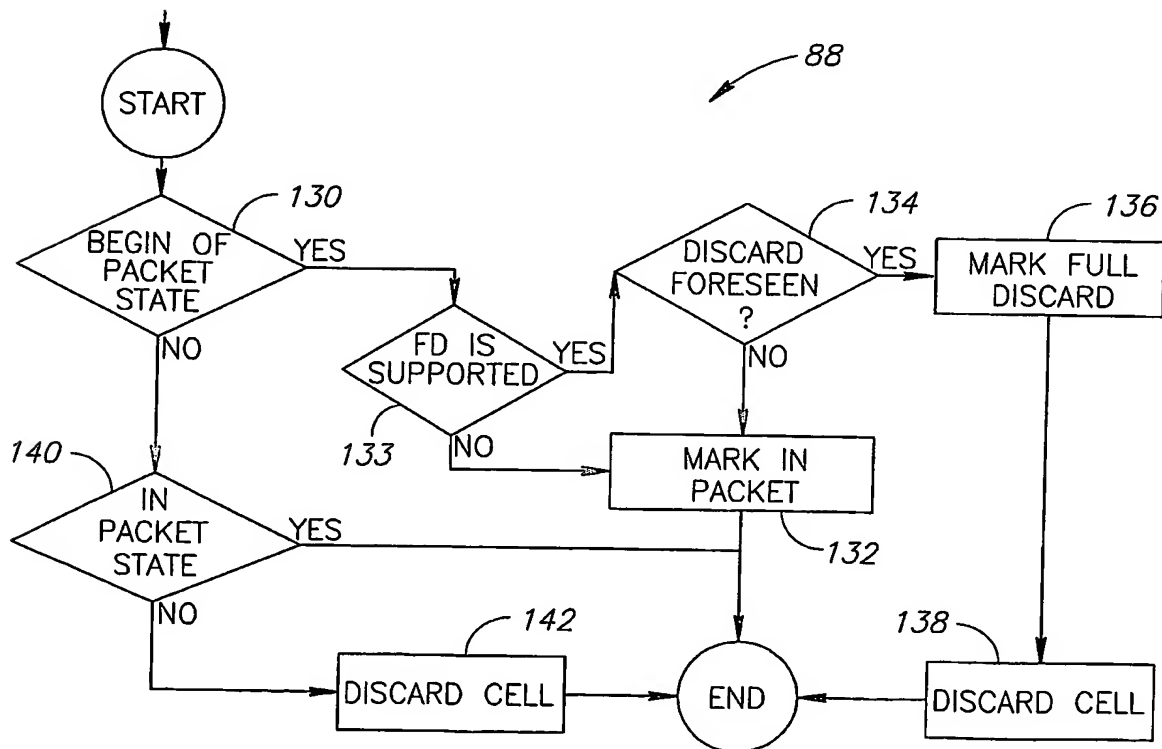 88
START
130
BEGIN OF
PACKET
STATE
YES
NO
FD IS
SUPPORTED
133
YES
NO
134
DISCARD
FORESEEN
?
YES
NO
136
MARK FULL
DISCARD
MARK IN
PACKET
132
140
IN
PACKET
STATE
YES
NO
142
DISCARD CELL
END
138
DISCARD CELL